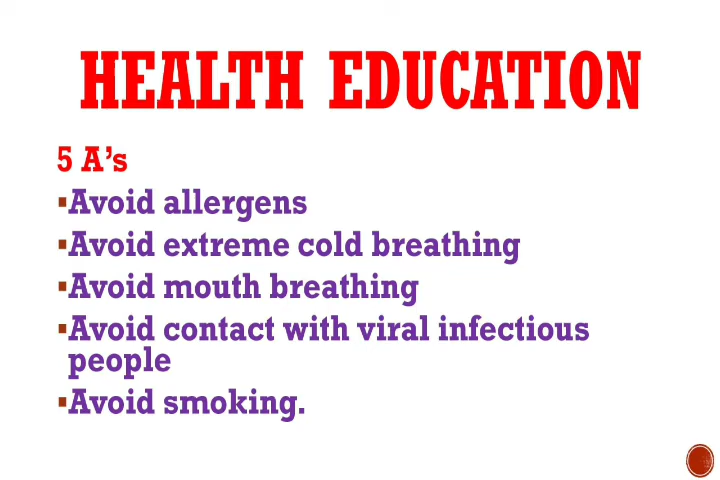 HEALTH EDUCATION
5 A’s
▪Avoid allergens
▪Avoid extreme cold breathing
▪Avoid mouth breathing
▪Avoid contact with viral infectious
people
▪Avoid smoking.